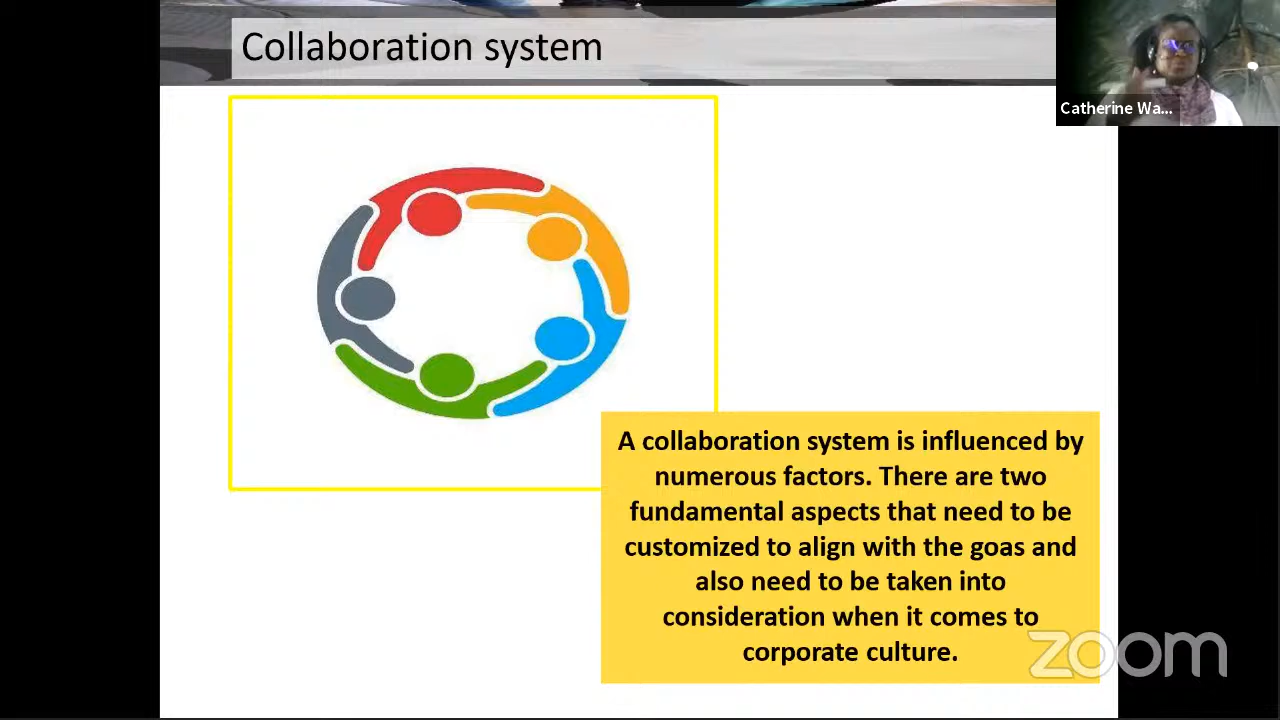 Collaboration system
Catherine Wa...
A collaboration system is influenced by
numerous factors. There are two
fundamental aspects that need to be
customized to align with the goas and
also need to be taken into
consideration when it comes to
corporate culture.
zoom